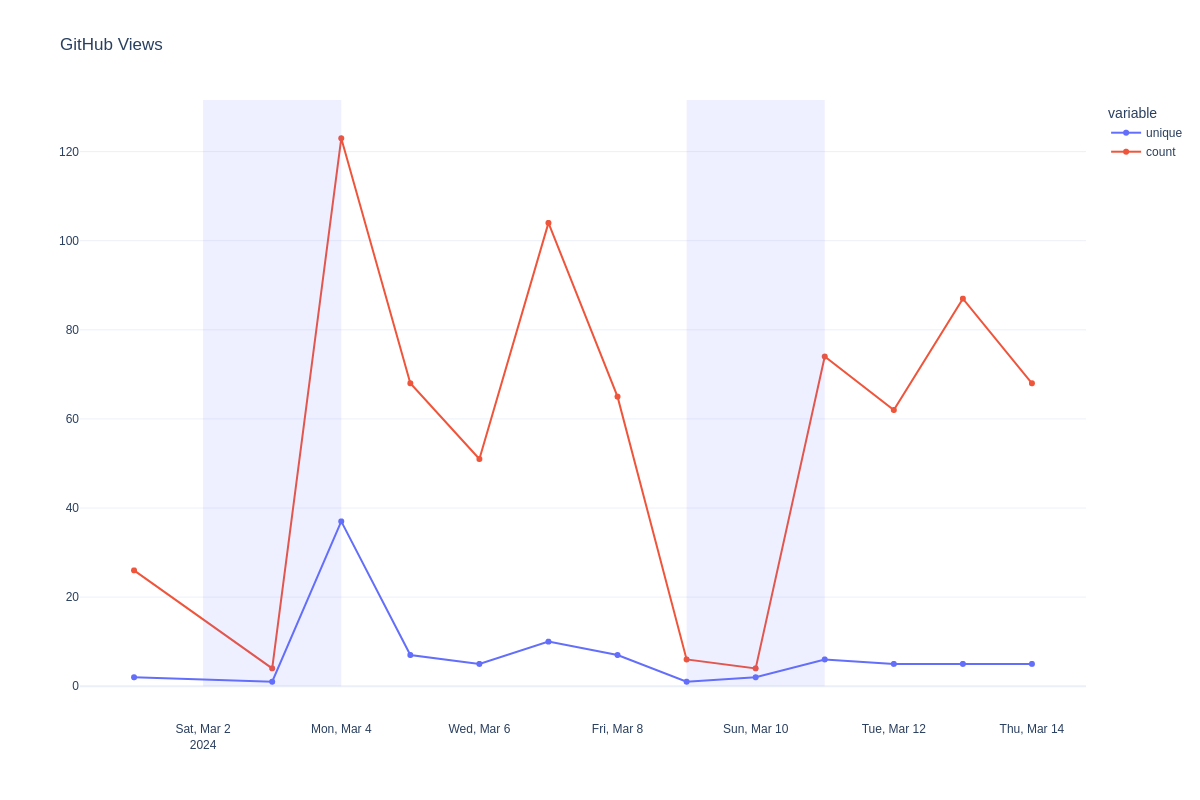 GitHub Views
variable
unique
count
120
100
80
60
40
20
0
Sat, Mar 2
2024
Mon, Mar 4
Wed, Mar 6
Fri, Mar 8
Sun, Mar 10
Tue, Mar 12
Thu, Mar 14